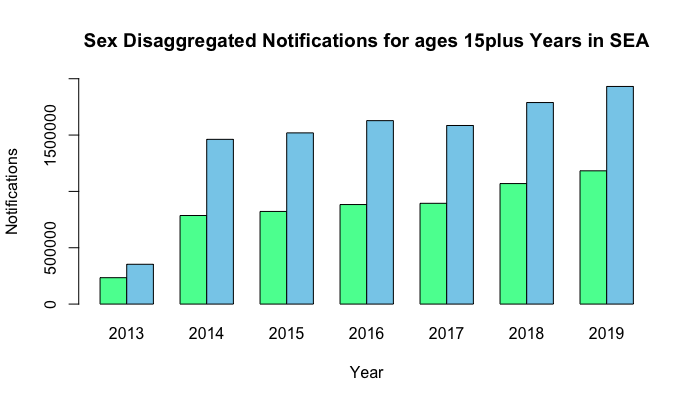 Sex Disaggregated Notifications for ages 15plus Years in SEA
Notifications
1500000
500000
0
2013 2014 2015 2016 2017 2018 2019
Year